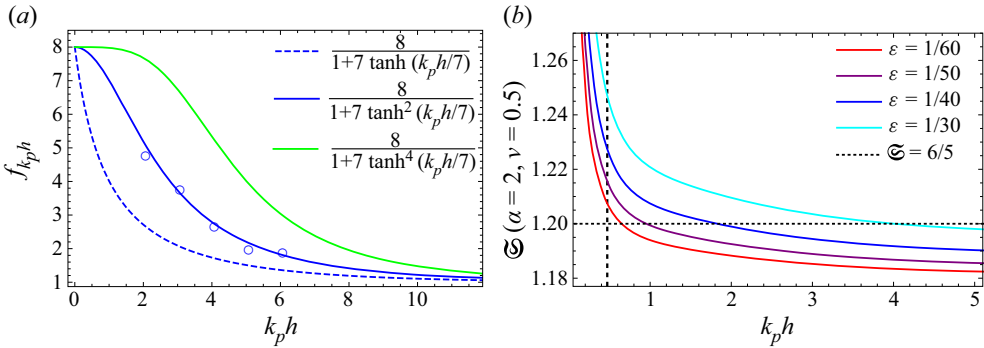 (a)
8
7
6
5
4
3
2
1
f_{k_p h}
0
2
4
6
8
10
k_p h
8
1+7 tanh (k_p h/7)
8
1+7 tanh²(k_p h/7)
8
1+7 tanh⁴(k_p h/7)
(b)
1.26
1.24
1.22
1.20
1.18
𝕾 (α = 2, ν = 0.5)
1
2
3
4
5
k_p h
ε = 1/60
ε = 1/50
ε = 1/40
ε = 1/30
𝕾 = 6/5